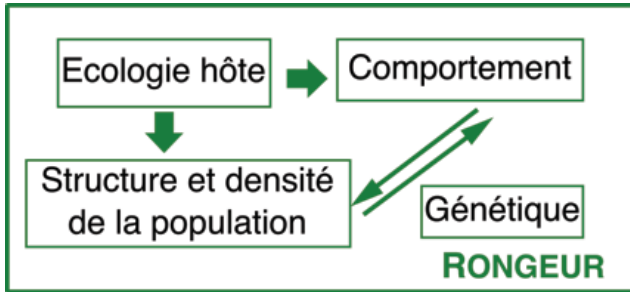 Ecologie hôte
Comportement
Structure et densité
de la population
Génétique
RONGEUR